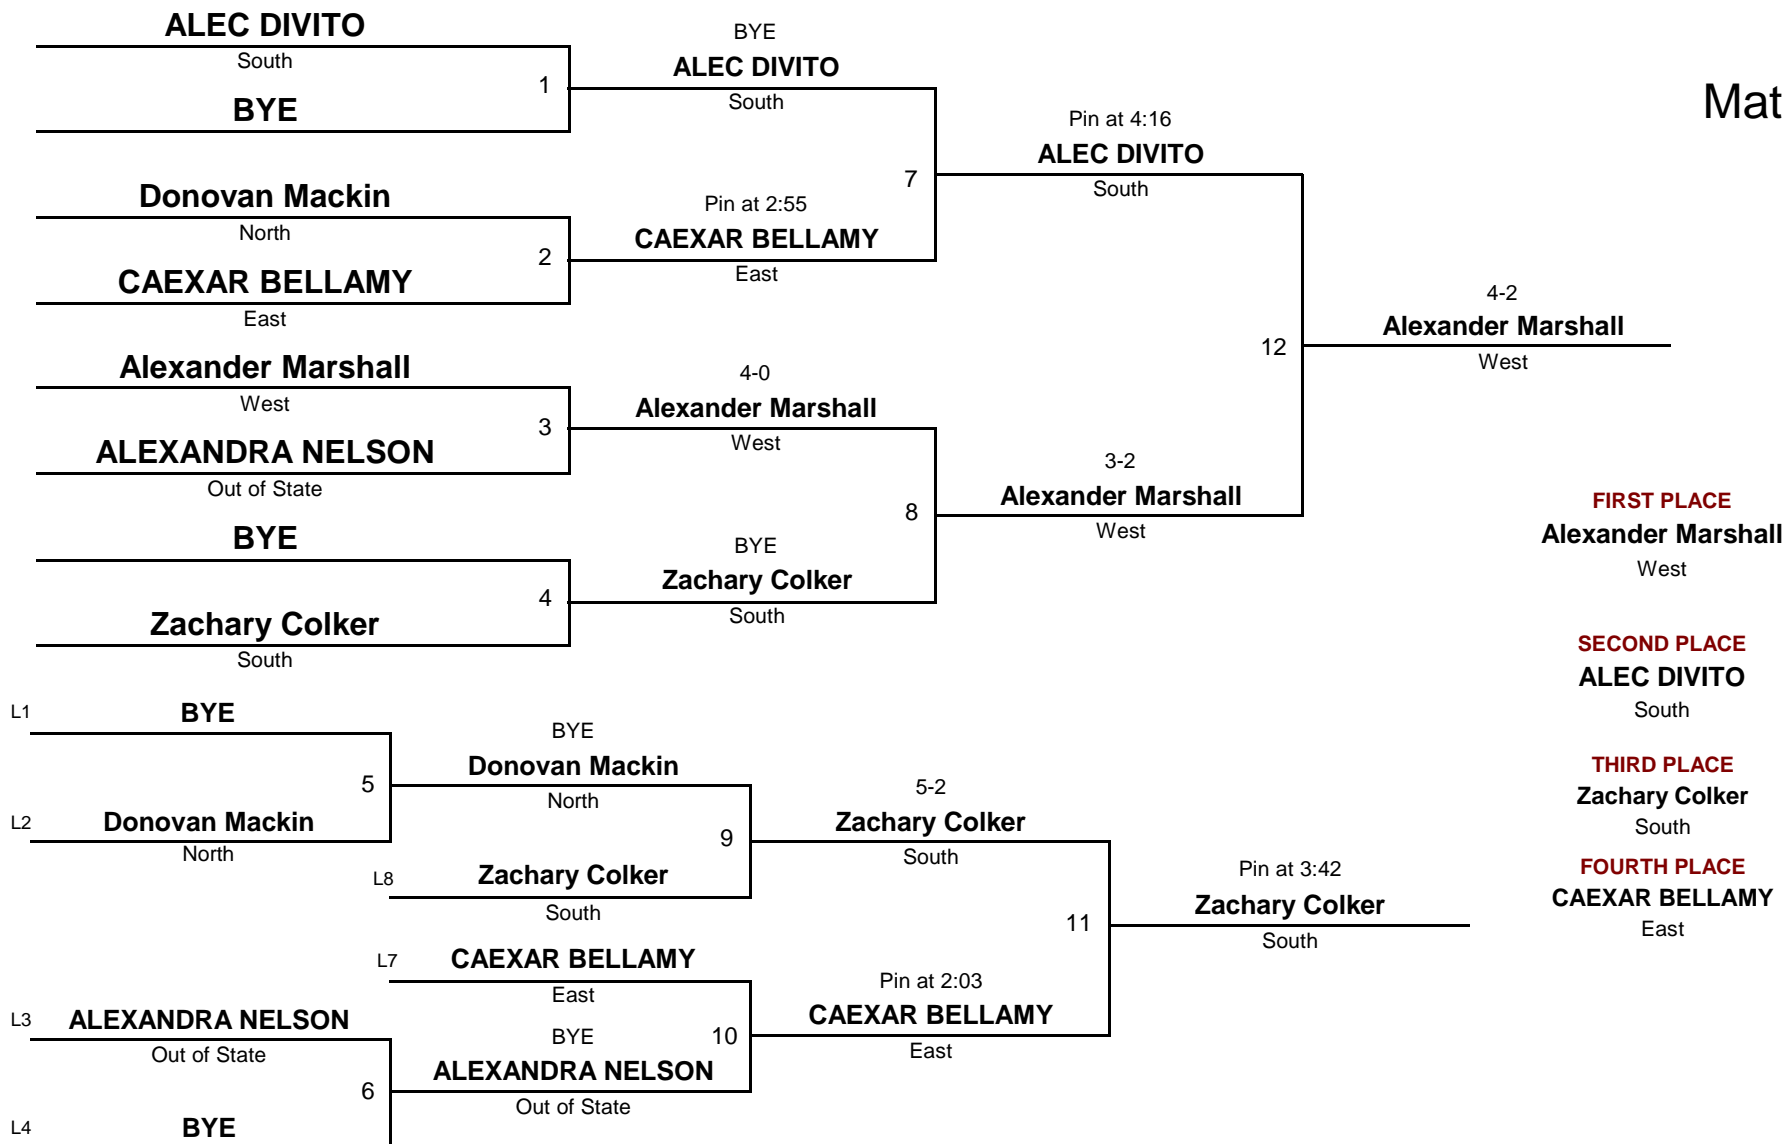 ALEC DIVITO
South
1
BYE
BYE
ALEC DIVITO
South
Mat
Donovan Mackin
North
2
CAEXAR BELLAMY
East
Pin at 2:55
CAEXAR BELLAMY
East
7
Pin at 4:16
ALEC DIVITO
South
Alexander Marshall
West
3
ALEXANDRA NELSON
Out of State
4-0
Alexander Marshall
West
BYE
4
Zachary Colker
South
BYE
Zachary Colker
South
8
3-2
Alexander Marshall
West
12
4-2
Alexander Marshall
West
FIRST PLACE
Alexander Marshall
West
SECOND PLACE
ALEC DIVITO
South
THIRD PLACE
Zachary Colker
South
FOURTH PLACE
CAEXAR BELLAMY
East
L1
BYE
5
L2
Donovan Mackin
North
BYE
Donovan Mackin
North
9
L8
Zachary Colker
South
5-2
Zachary Colker
South
L7
CAEXAR BELLAMY
East
10
L3
ALEXANDRA NELSON
Out of State
6
L4
BYE
BYE
ALEXANDRA NELSON
Out of State
Pin at 2:03
CAEXAR BELLAMY
East
11
Pin at 3:42
Zachary Colker
South